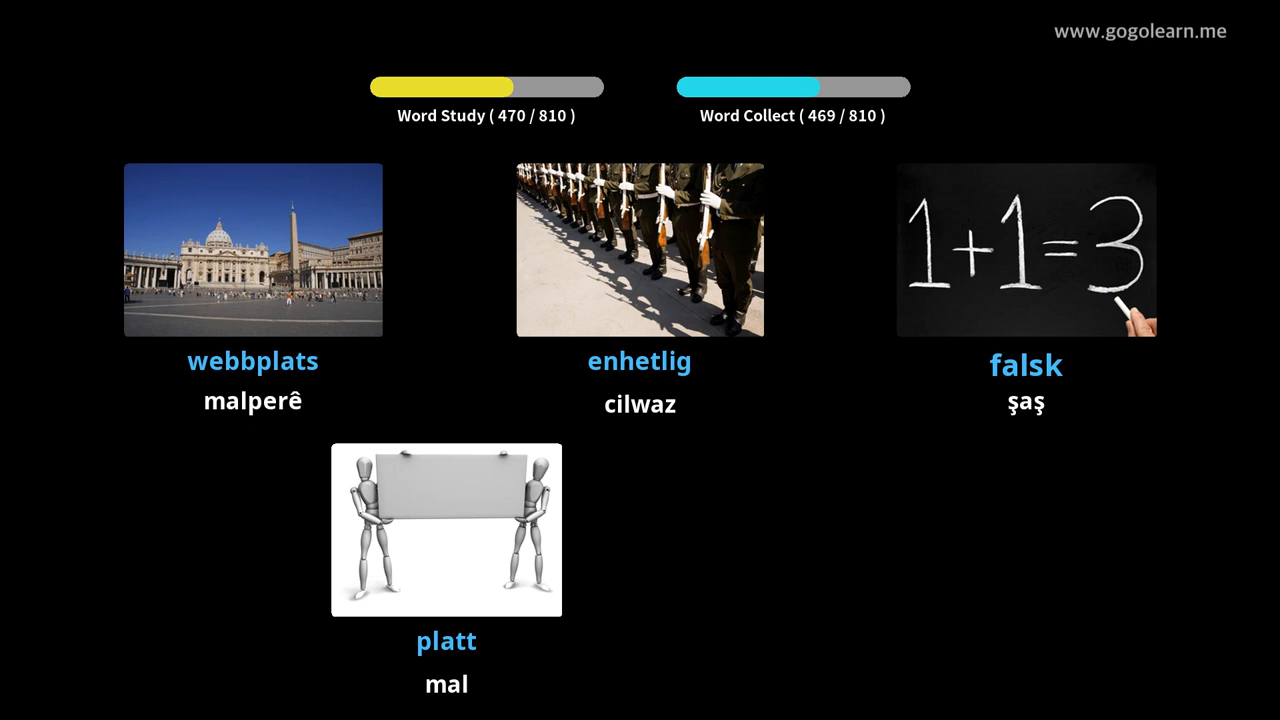 www.gogolearn.me
Word Study ( 470 / 810 )
Word Collect ( 469 / 810 )
1+1=3
webbplats
malperê
enhetlig
cilwaz
falsk
şaş
platt
mal